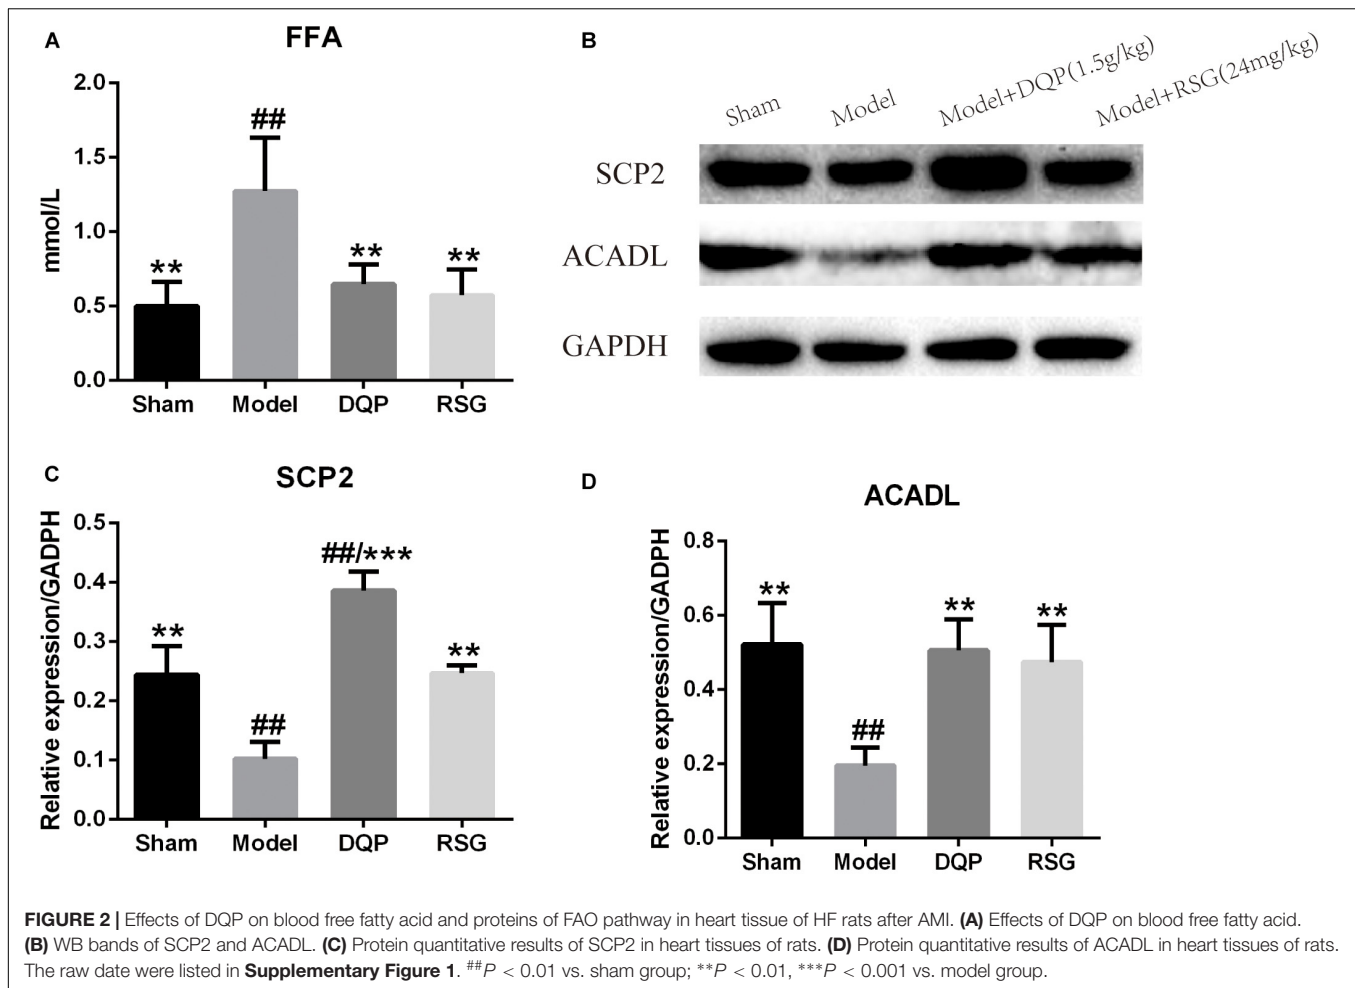 A
FFA
mmol/L
2.0
1.5
1.0
0.5
0.0
##
**
**
**
Sham Model DQP RSG
B
Sham Model Model+DQP(1.5g/kg) Model+RSG(24mg/kg)
SCP2
ACADL
GAPDH
C
SCP2
Relative expression/GADPH
0.5
0.4
0.3
0.2
0.1
0.0
**
##
##/***
**
Sham Model DQP RSG
D
ACADL
Relative expression/GADPH
0.8
0.6
0.4
0.2
0.0
**
##
**
**
Sham Model DQP RSG
FIGURE 2 | Effects of DQP on blood free fatty acid and proteins of FAO pathway in heart tissue of HF rats after AMI. (A) Effects of DQP on blood free fatty acid.
(B) WB bands of SCP2 and ACADL. (C) Protein quantitative results of SCP2 in heart tissues of rats. (D) Protein quantitative results of ACADL in heart tissues of rats.
The raw date were listed in Supplementary Figure 1. ##P < 0.01 vs. sham group; **P < 0.01, ***P < 0.001 vs. model group.